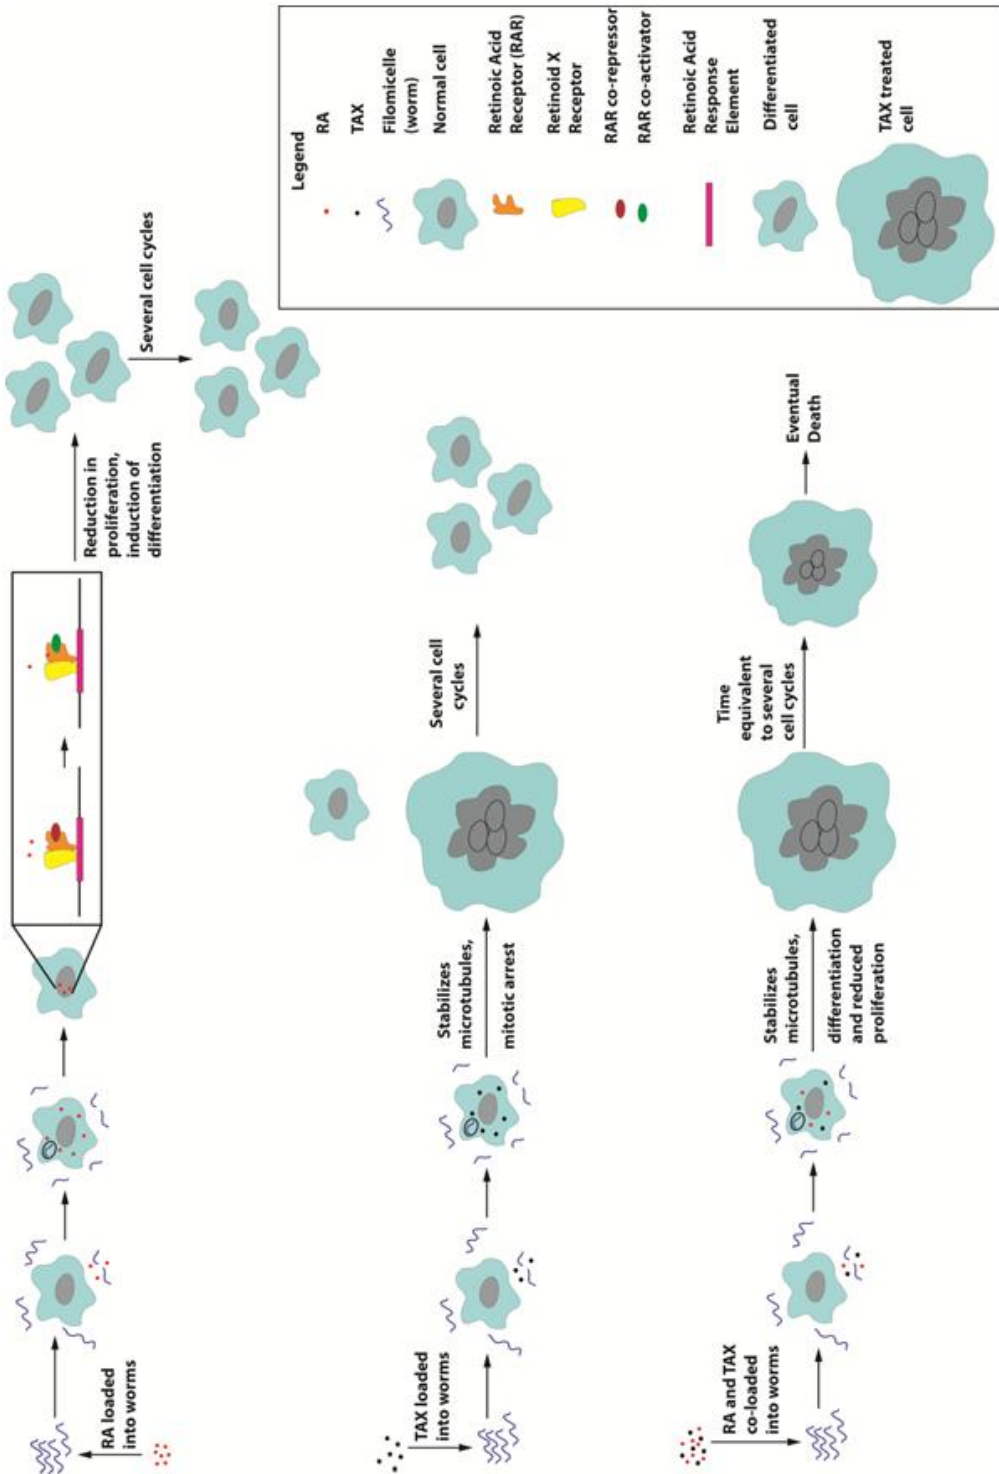 RA loaded
into worms
Reduction in
proliferation,
induction of
differentiation
Several cell cycles
TAX loaded
into worms
Stabilizes
microtubules,
mitotic arrest
Several cell
cycles
RA and TAX
co-loaded
into worms
Stabilizes
microtubules,
differentiation
and reduced
proliferation
Time
equivalent
to several
cell cycles
Eventual
Death
Legend
RA
TAX
Filomicelle
(worm)
Normal cell
Retinoic Acid
Receptor (RAR)
Retinoid X
Receptor
RAR co-repressor
RAR co-activator
Retinoic Acid
Response
Element
Differentiated
cell
TAX treated
cell